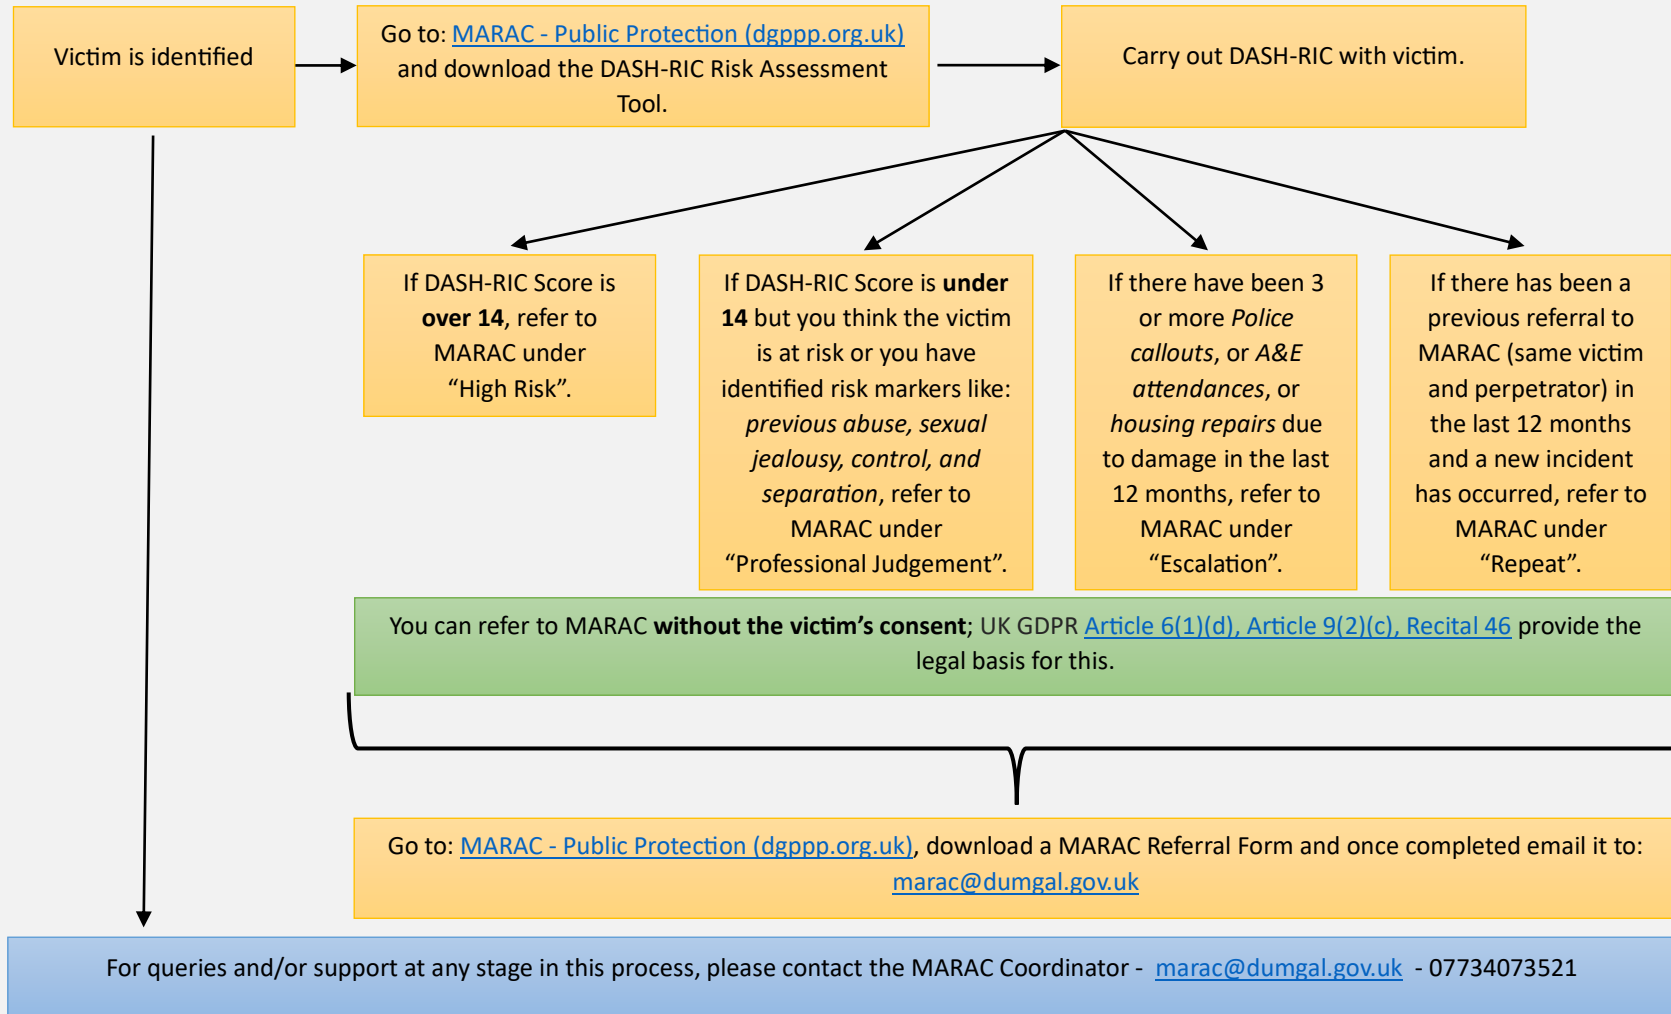 Victim is identified
Go to: MARAC - Public Protection (dgppp.org.uk)
and download the DASH-RIC Risk Assessment
Tool.
Carry out DASH-RIC with victim.
If DASH-RIC Score is
over 14, refer to
MARAC under
“High Risk”.
If DASH-RIC Score is under
14 but you think the victim
is at risk or you have
identified risk markers like:
previous abuse, sexual
jealousy, control, and
separation, refer to
MARAC under
“Professional Judgement”.
If there have been 3
or more Police
callouts, or A&E
attendances, or
housing repairs due
to damage in the last
12 months, refer to
MARAC under
“Escalation”.
If there has been a
previous referral to
MARAC (same victim
and perpetrator) in
the last 12 months
and a new incident
has occurred, refer to
MARAC under
“Repeat”.
You can refer to MARAC without the victim’s consent; UK GDPR Article 6(1)(d), Article 9(2)(c), Recital 46 provide the
legal basis for this.
Go to: MARAC - Public Protection (dgppp.org.uk), download a MARAC Referral Form and once completed email it to:
marac@dumgal.gov.uk
For queries and/or support at any stage in this process, please contact the MARAC Coordinator - marac@dumgal.gov.uk - 07734073521